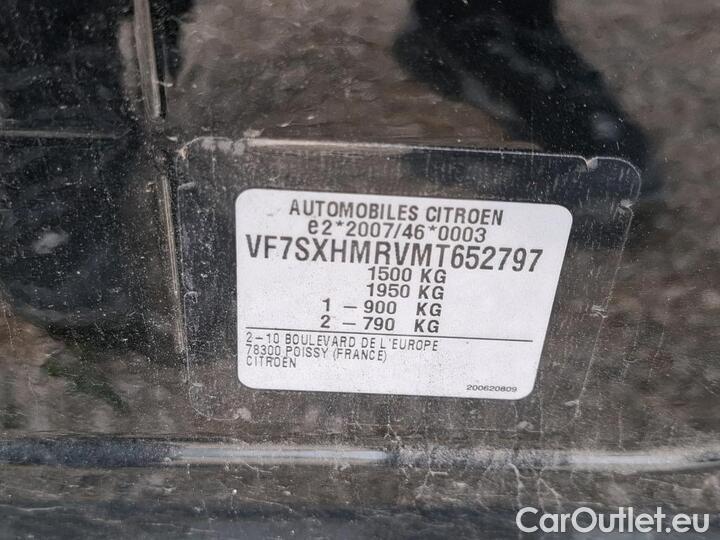 AUTOMOBILES CITROEN
e2*2007/46*0003
VF7SXHMRVMT652797
1500 KG
1950 KG
1 – 900 KG
2 – 790 KG
2–10 BOULEVARD DE L'EUROPE
78300 POISSY (FRANCE)
CITROEN
200620809
CarOutlet.eu